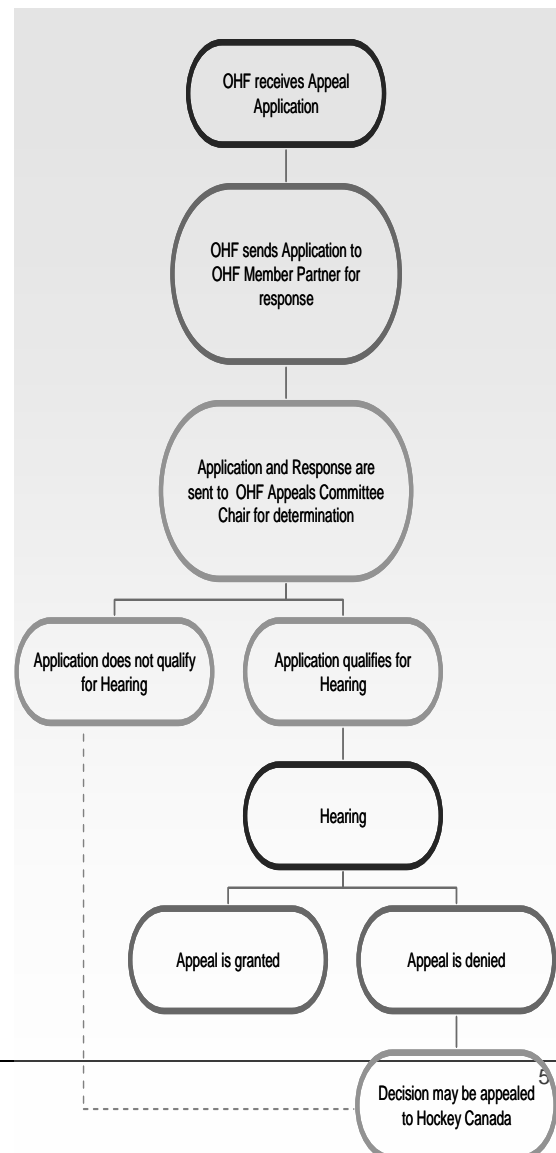 OHF receives Appeal
Application
OHF sends Application to
OHF Member Partner for
response
Application and Response are
sent to OHF Appeals Committee
Chair for determination
Application does not qualify
for Hearing
Application qualifies for
Hearing
Hearing
Appeal is granted
Appeal is denied
5
Decision may be appealed
to Hockey Canada